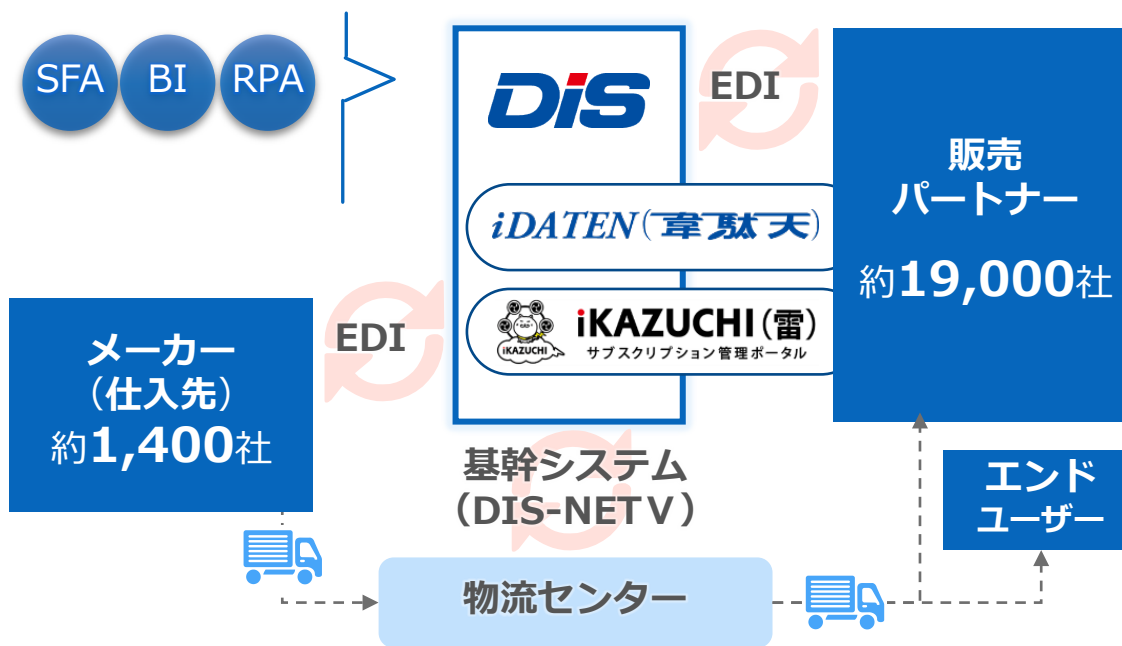 SFA
BI
RPA
DiS
EDI
iDATEN(韋駄天)
iKAZUCHI
iKAZUCHI(雷)
サブスクリプション管理ポータル
販売
パートナー
約19,000社
メーカー
（仕入先）
約1,400社
EDI
基幹システム
（DIS-NETⅤ）
エンド
ユーザー
物流センター